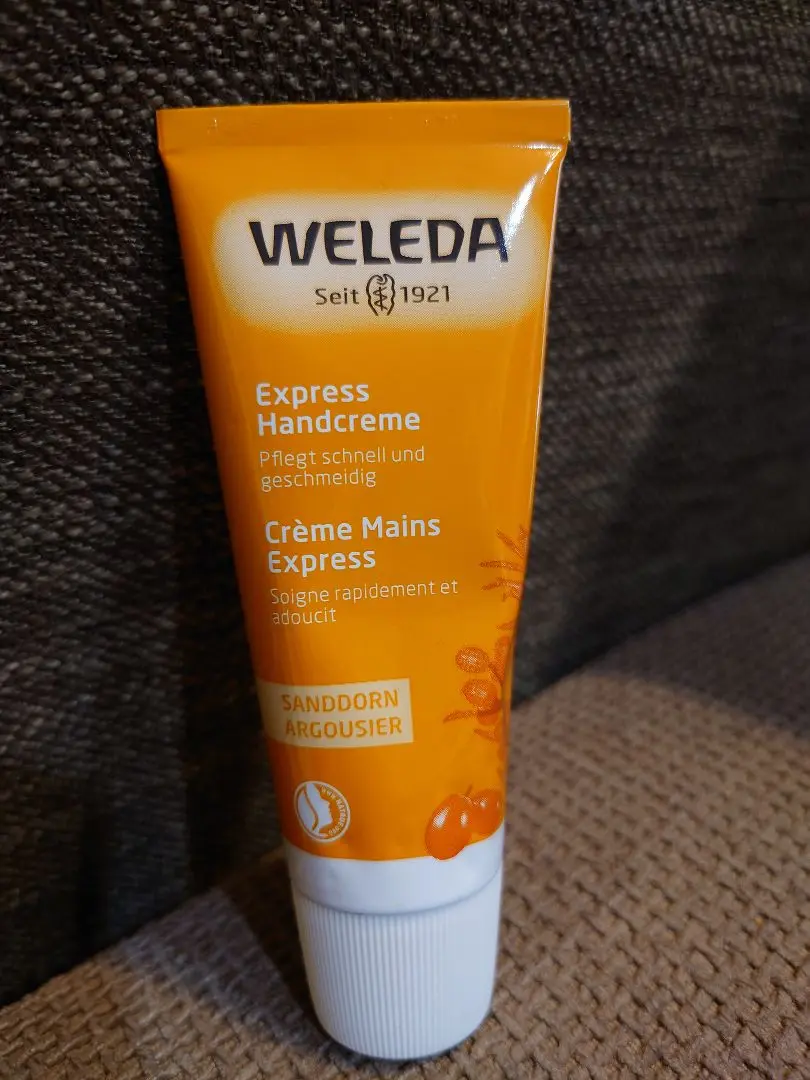 WELEDA
Seit 1921
Express
Handcreme
Pflegt schnell und
geschmeidig
Crème Mains
Express
Soigne rapidement et
adoucit
SANDDORN
ARGOUSIER